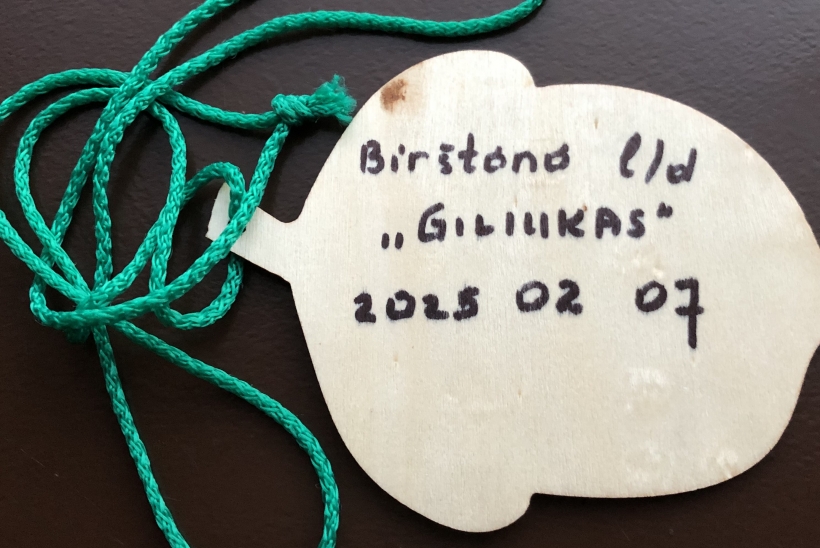 Birštono l/d
„GILIUKAS"
2025 02 07